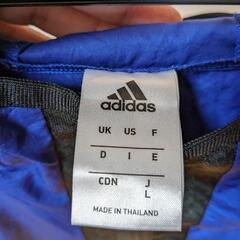 adidas
UK US F
D I E
CDN J
L
MADE IN THAILAND